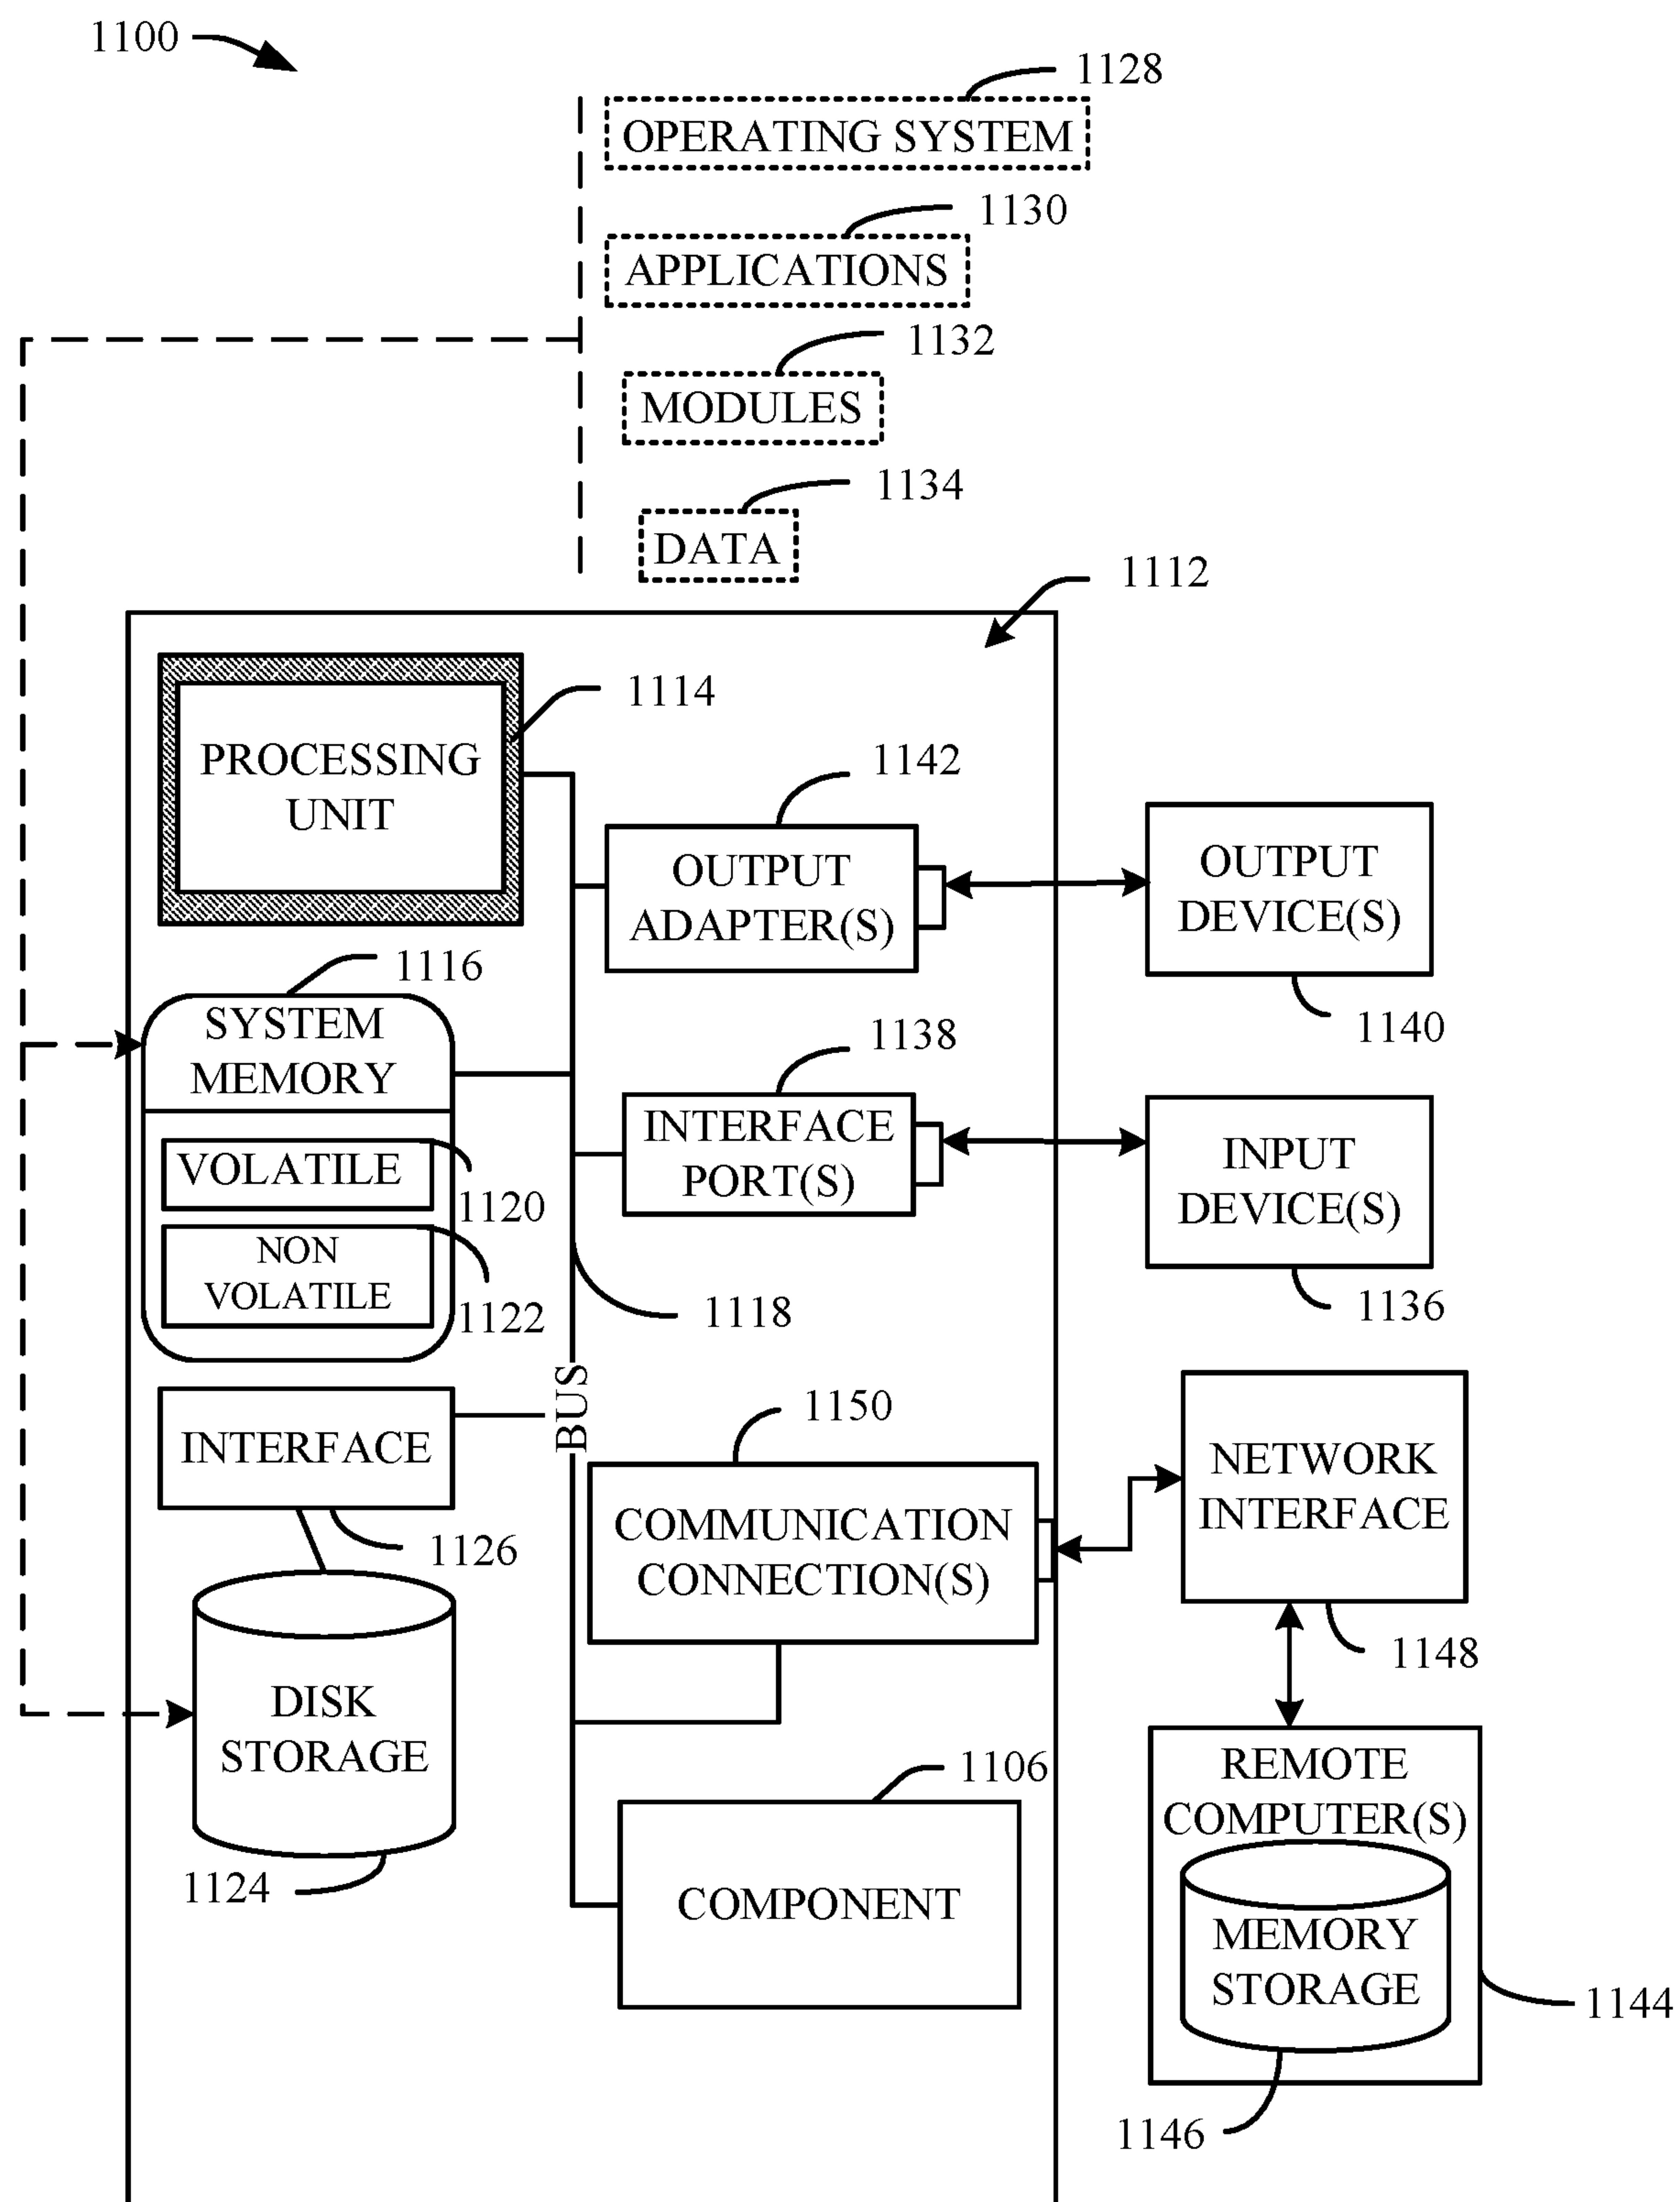 1100
1128
OPERATING SYSTEM
1130
APPLICATIONS
1132
MODULES
1134
DATA
1112
1114
PROCESSING
UNIT
1142
OUTPUT
ADAPTER(S)
OUTPUT
DEVICE(S)
1140
1116
SYSTEM
MEMORY
VOLATILE
1120
NON
VOLATILE
1122
1138
INTERFACE
PORT(S)
INPUT
DEVICE(S)
1136
1118
BUS
INTERFACE
1126
1150
COMMUNICATION
CONNECTION(S)
NETWORK
INTERFACE
1148
DISK
STORAGE
1124
1106
COMPONENT
REMOTE
COMPUTER(S)
MEMORY
STORAGE
1144
1146